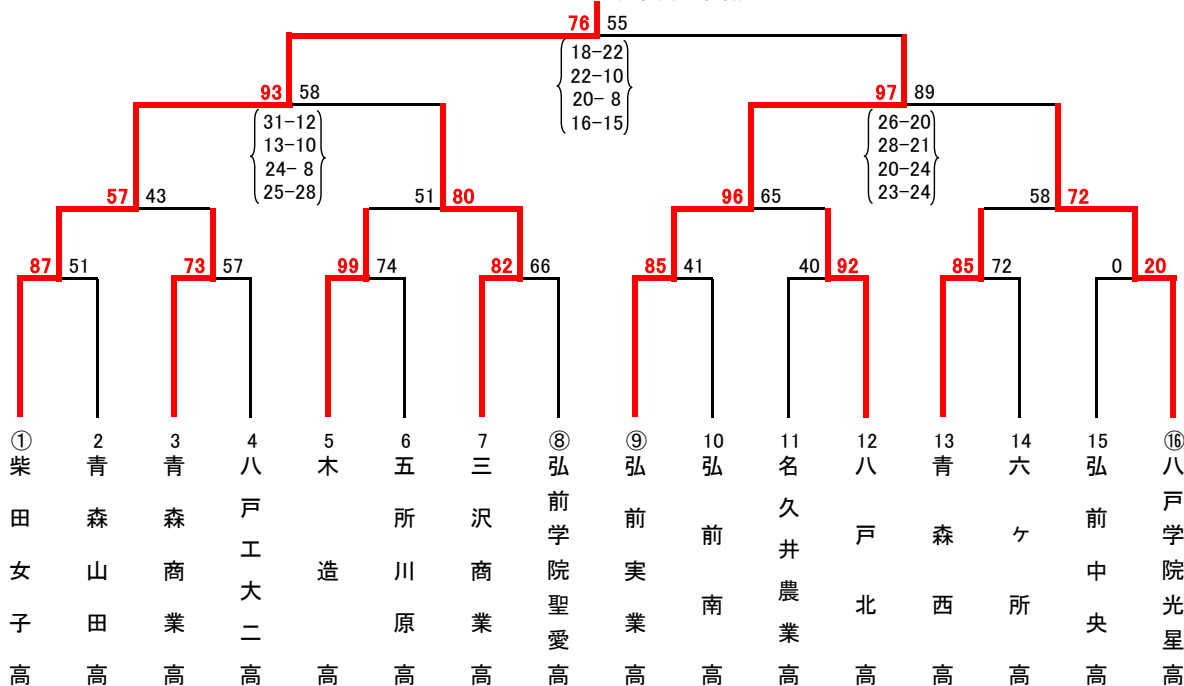 76 55
18-22
22-10
20- 8
16-15
93 58
97 89
31-12
13-10
24- 8
25-28
26-20
28-21
20-24
23-24
57 43
51 80
96 65
58 72
87 51
73 57
99 74
82 66
85 41
40 92
85 72
0 20
① 柴田女子高
2 青森山田高
3 青森商業高
4 八戸工大二高
5 木造高
6 五所川原高
7 三沢商業高
⑧ 弘前学院聖愛高
⑨ 弘前実業高
10 弘前南高
11 名久井農業高
12 八戸北高
13 青森西高
14 六ヶ所高
15 弘前中央高
⑯ 八戸学院光星高